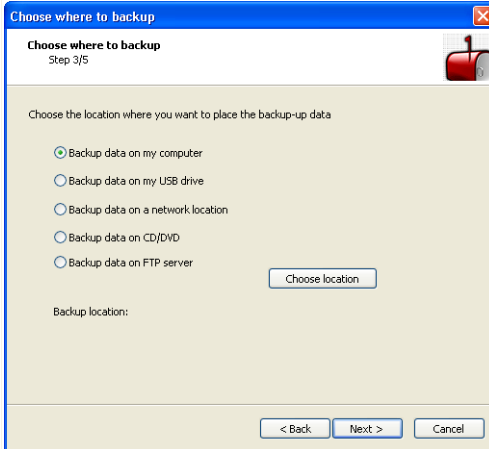 Choose where to backup
Choose where to backup
Step 3/5
Choose the location where you want to place the backup-up data
Backup data on my computer
Backup data on my USB drive
Backup data on a network location
Backup data on CD/DVD
Backup data on FTP server
Choose location
Backup location:
< Back Next > Cancel